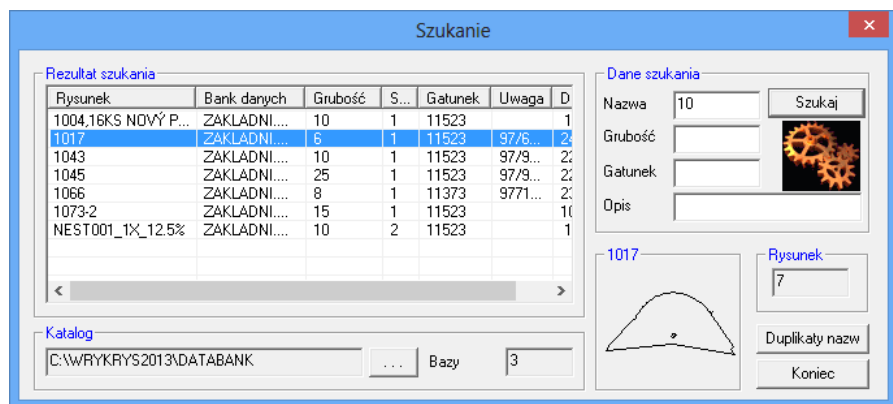 Szukanie
Rezultat szukania
Rysunek Bank danych Grubość S... Gatunek Uwaga D
1004,16KS NOVÝ P... ZAKLADNI.... 10 1 11523 1
1017 ZAKLADNI.... 6 1 11523 97/6... 24
1043 ZAKLADNI.... 10 1 11523 97/9... 22
1045 ZAKLADNI.... 25 1 11523 97/9... 22
1066 ZAKLADNI.... 8 1 11373 9771...
1073-2 ZAKLADNI.... 15 1 11523 10
NEST001_1X_12.5% ZAKLADNI.... 10 2 11523 1
Katalog
C:\WRYKRYS2013\DATABANK ... Bazy 3
Dane szukania
Nazwa 10 Szukaj
Grubość
Gatunek
Opis
1017
Rysunek
7
Duplikaty nazw
Koniec